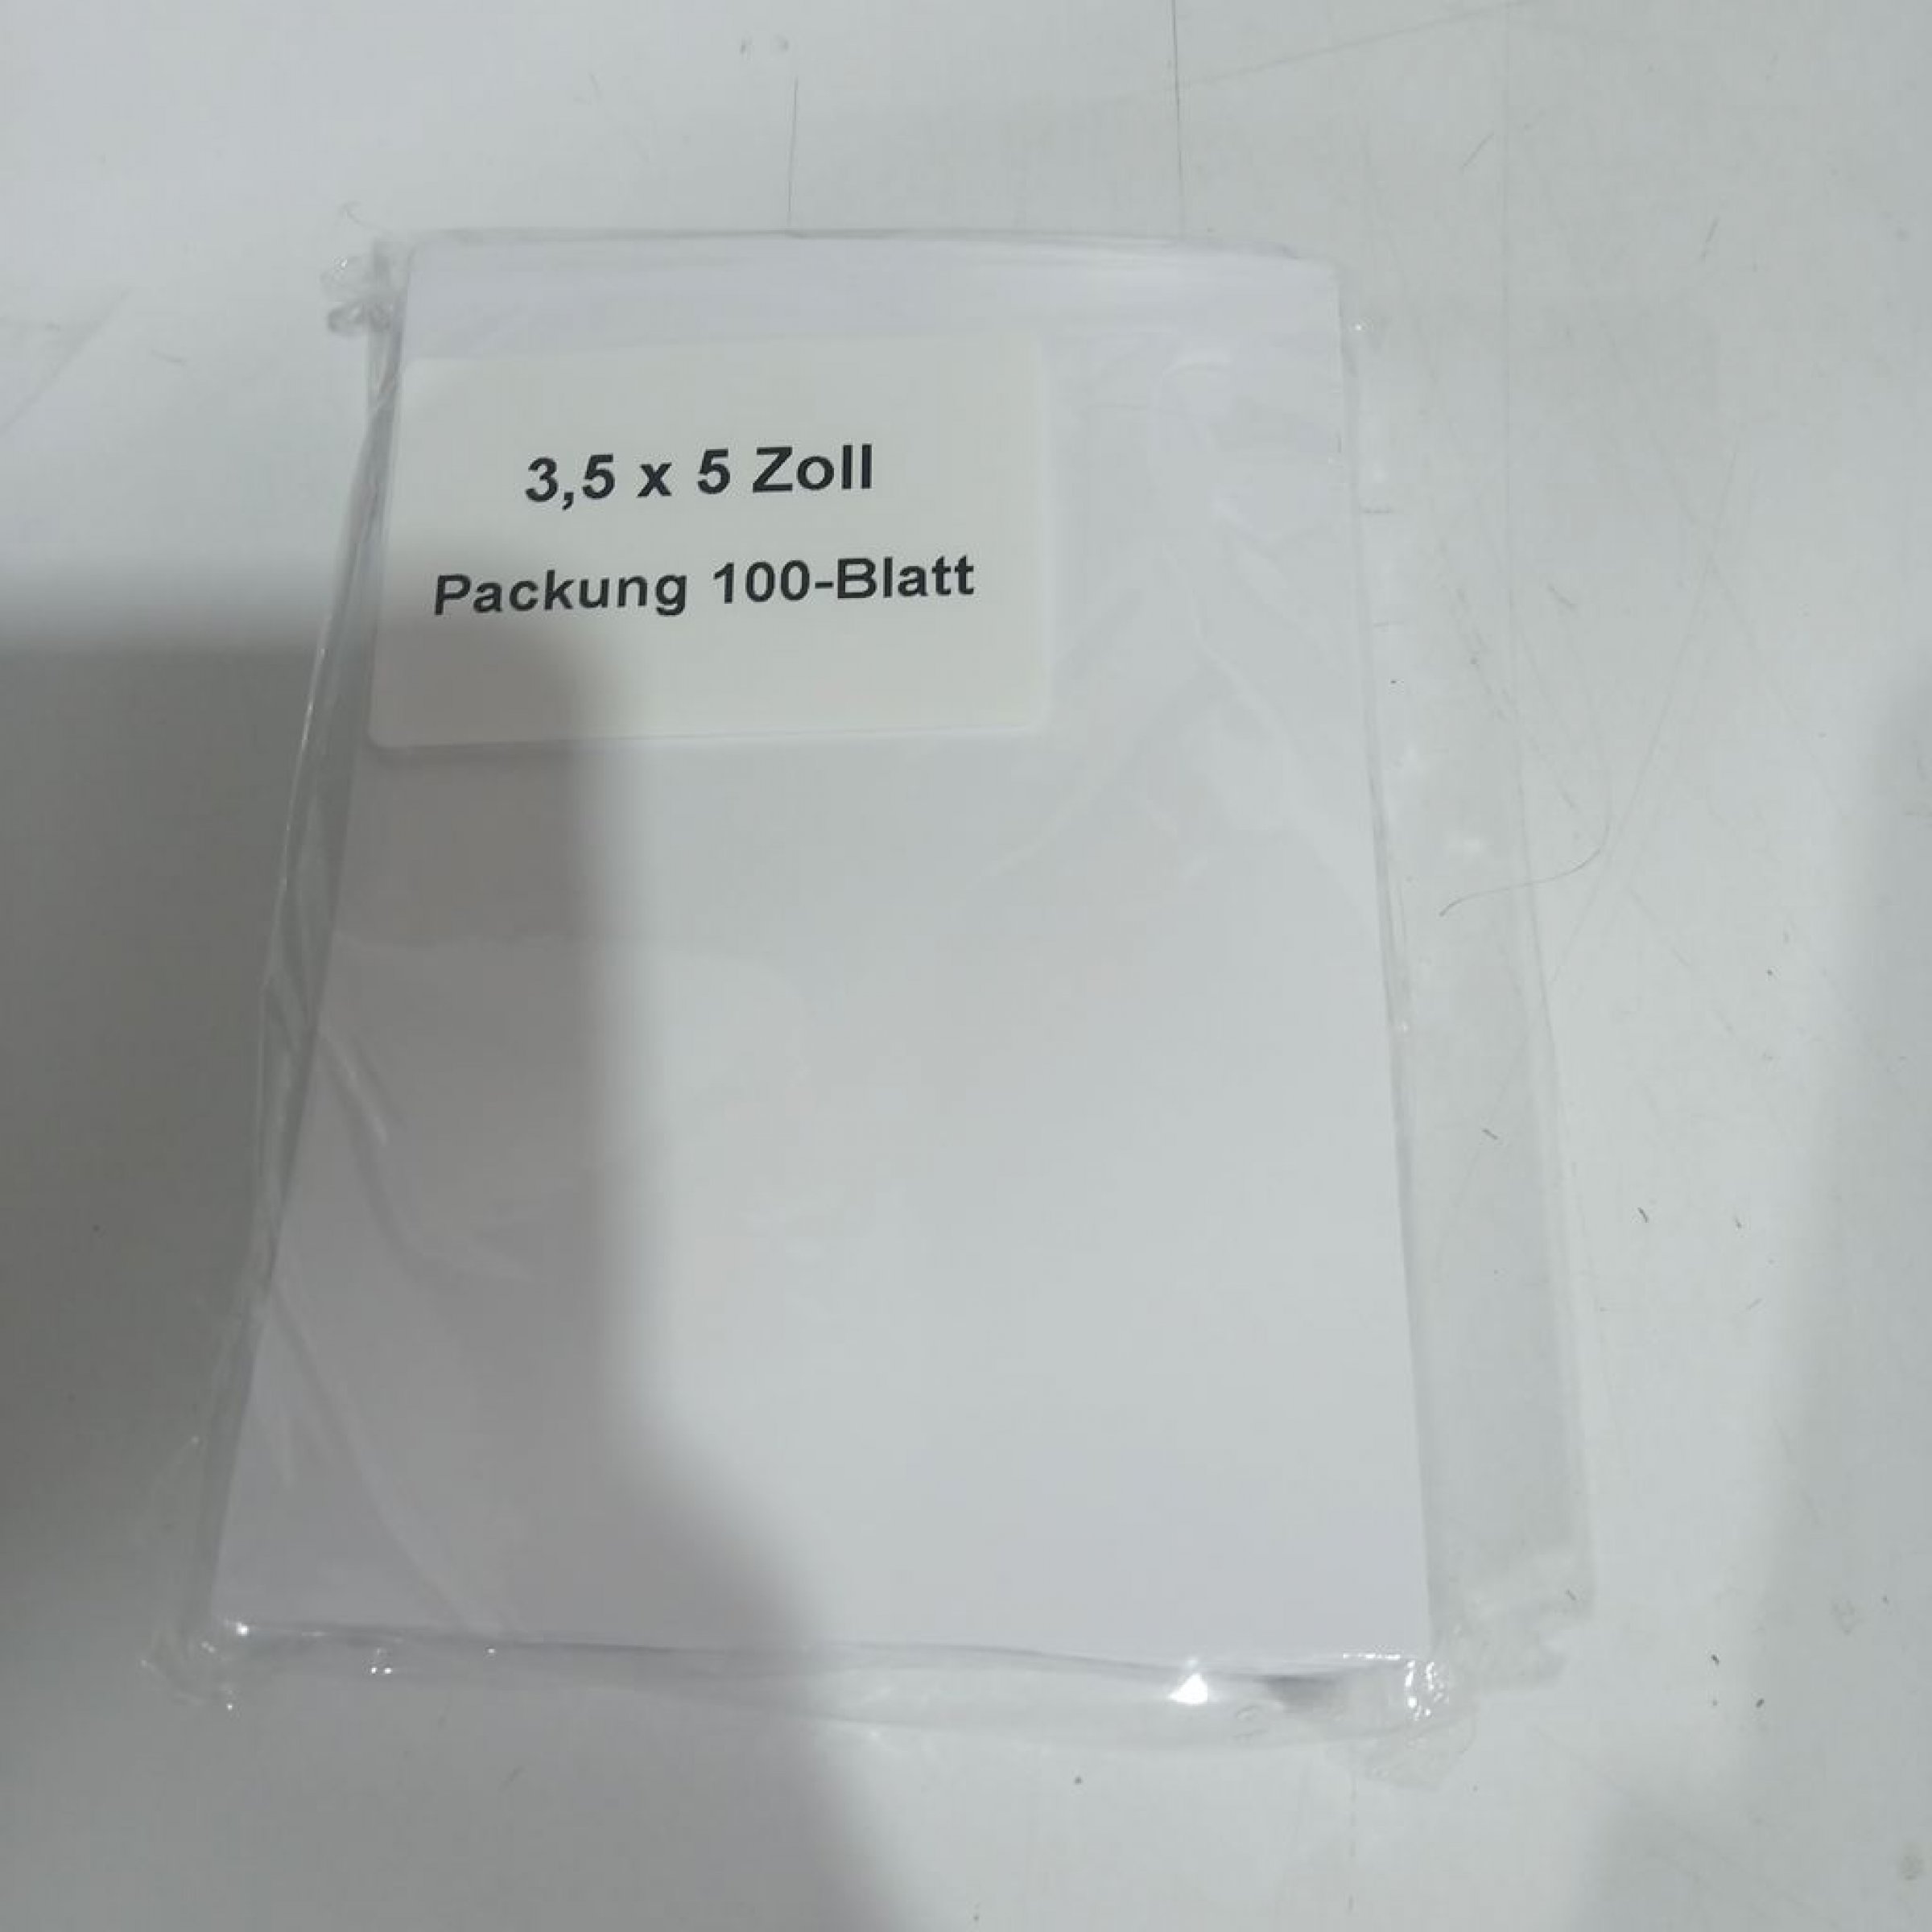 3,5 x 5 Zoll
Packung 100-Blatt